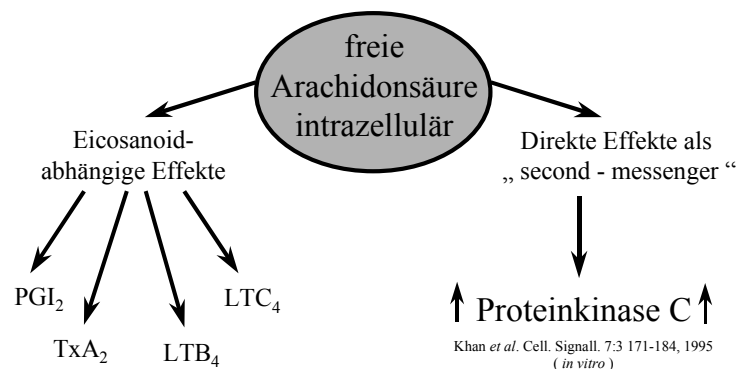 freie
Arachidonsäure
intrazellulär
Eicosanoid-
abhängige Effekte
Direkte Effekte als
„ second - messenger “
PGI₂
LTC₄
TxA₂
LTB₄
Proteinkinase C
Khan et al. Cell. Signall. 7:3 171-184, 1995
( in vitro )